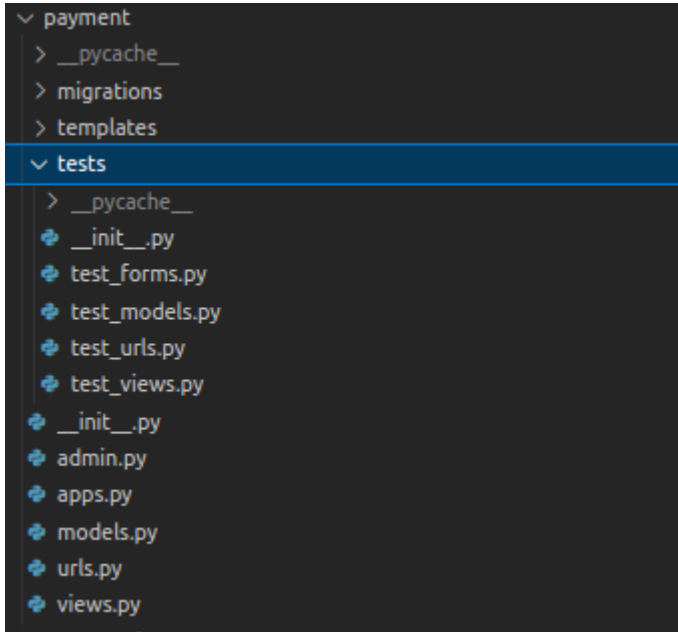 payment
__pycache__
migrations
templates
tests
__pycache__
__init__.py
test_forms.py
test_models.py
test_urls.py
test_views.py
__init__.py
admin.py
apps.py
models.py
urls.py
views.py